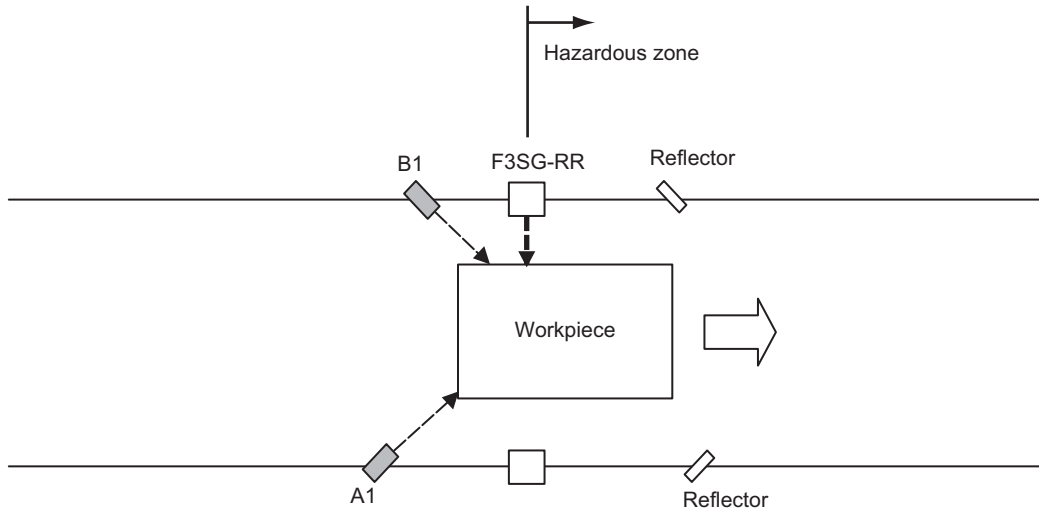 Hazardous zone
B1
F3SG-RR
Reflector
Workpiece
A1
Reflector